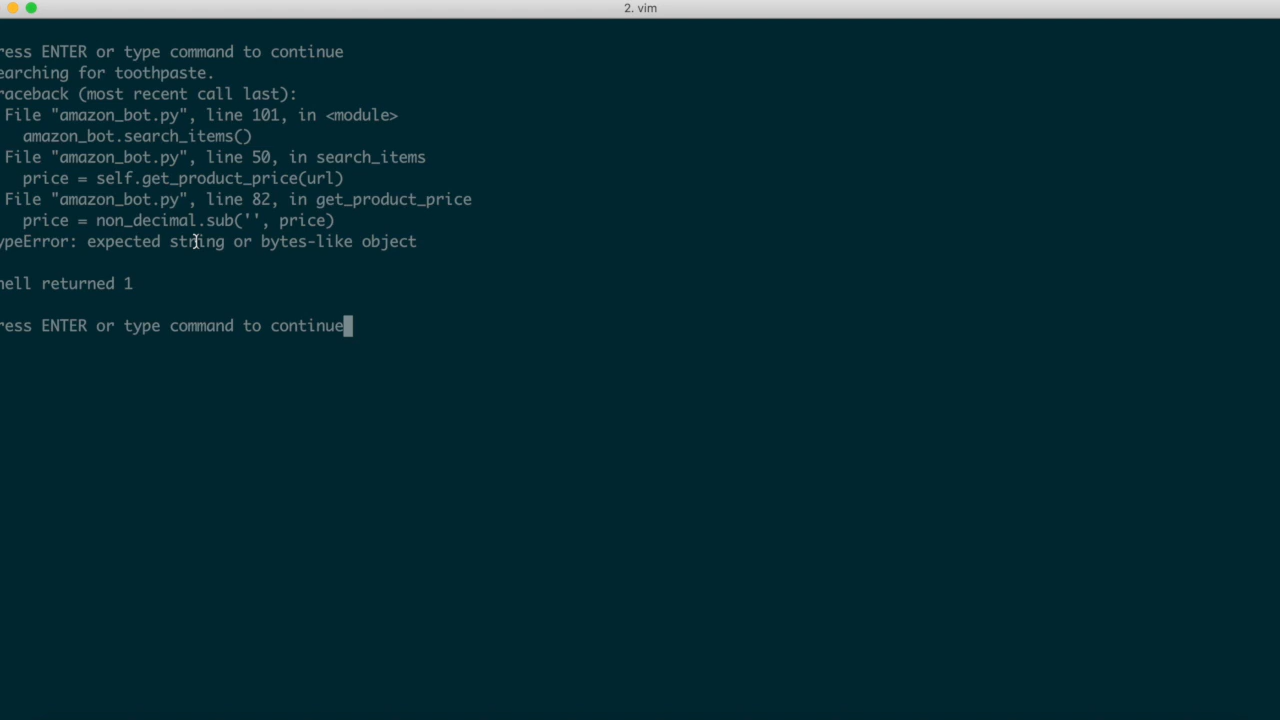 2. vim
ress ENTER or type command to continue
earching for toothpaste.
raceback (most recent call last):
File "amazon_bot.py", line 101, in <module>
amazon_bot.search_items()
File "amazon_bot.py", line 50, in search_items
price = self.get_product_price(url)
File "amazon_bot.py", line 82, in get_product_price
price = non_decimal.sub('', price)
ypeError: expected string or bytes-like object
hell returned 1
ress ENTER or type command to continue